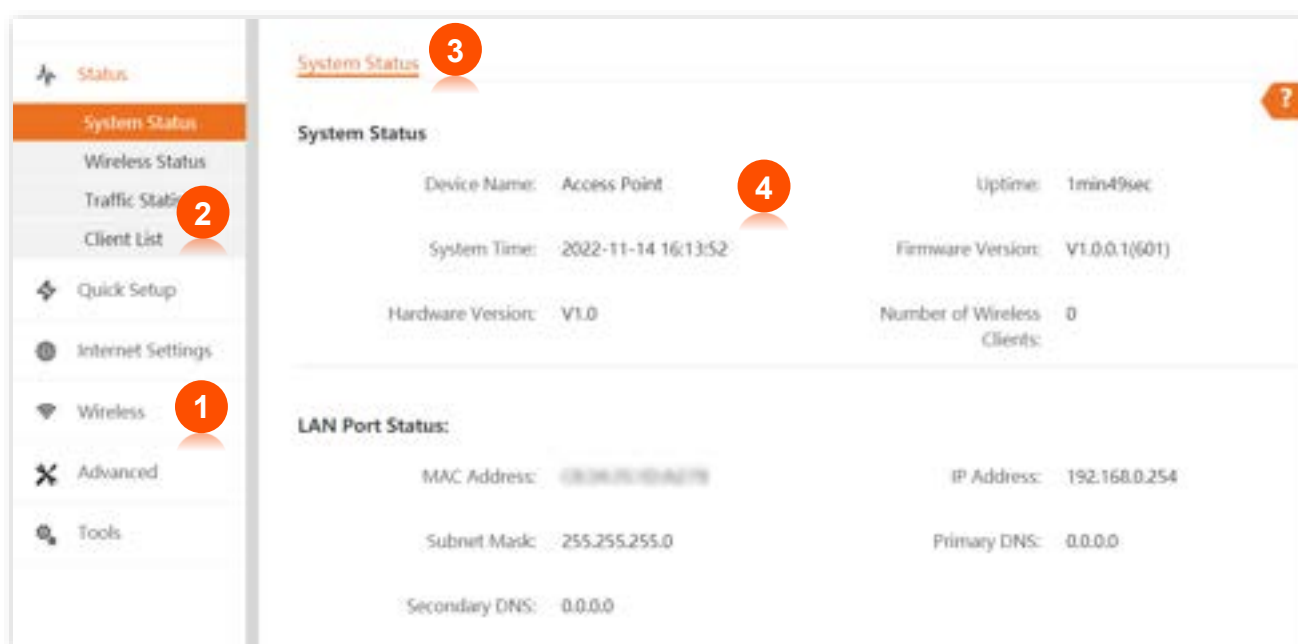 Status
System Status
Wireless Status
Traffic
Client List
Quick Setup
Internet Settings
Wireless
Advanced
Tools
1
2
System Status
3
?
System Status
Device Name: Access Point
4
Uptime: 1min49sec
System Time: 2022-11-14 16:13:52
Firmware Version: V1.0.0.1(601)
Hardware Version: V1.0
Number of Wireless 0
Clients:
LAN Port Status:
MAC Address:
IP Address: 192.168.0.254
Subnet Mask: 255.255.255.0
Primary DNS: 0.0.0.0
Secondary DNS: 0.0.0.0